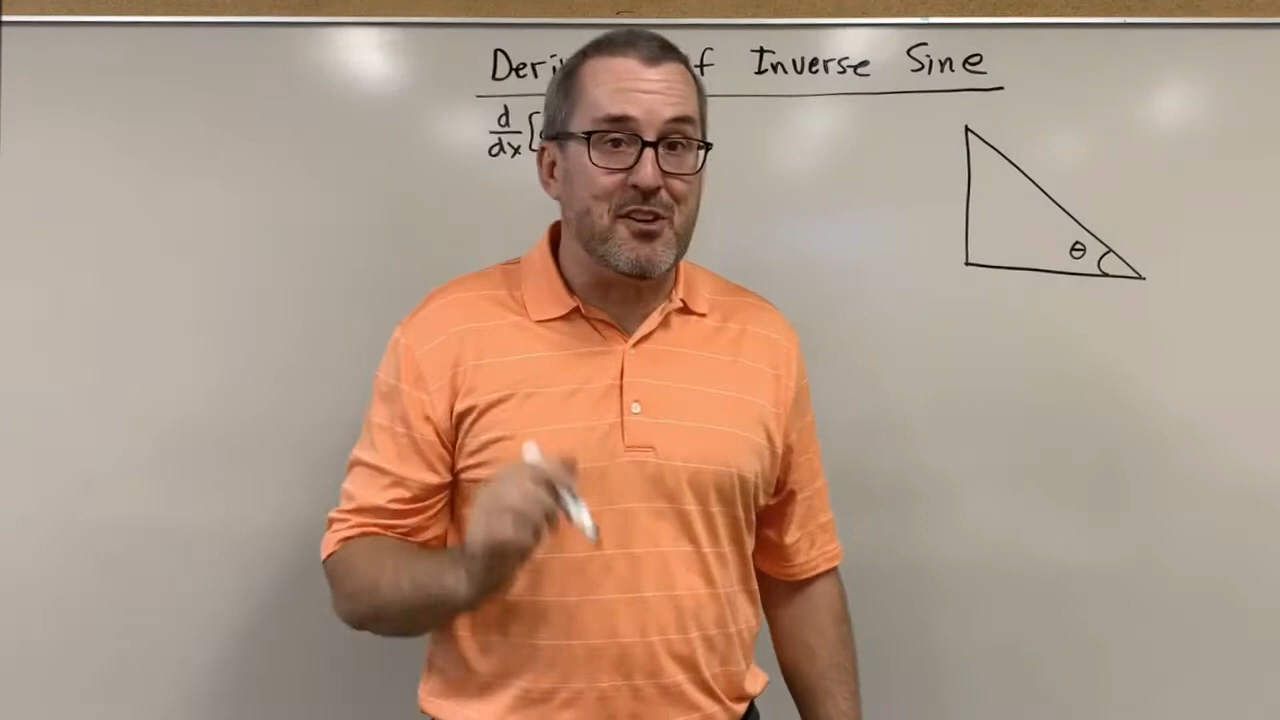 Deri f Inverse Sine
d
dx [
θ